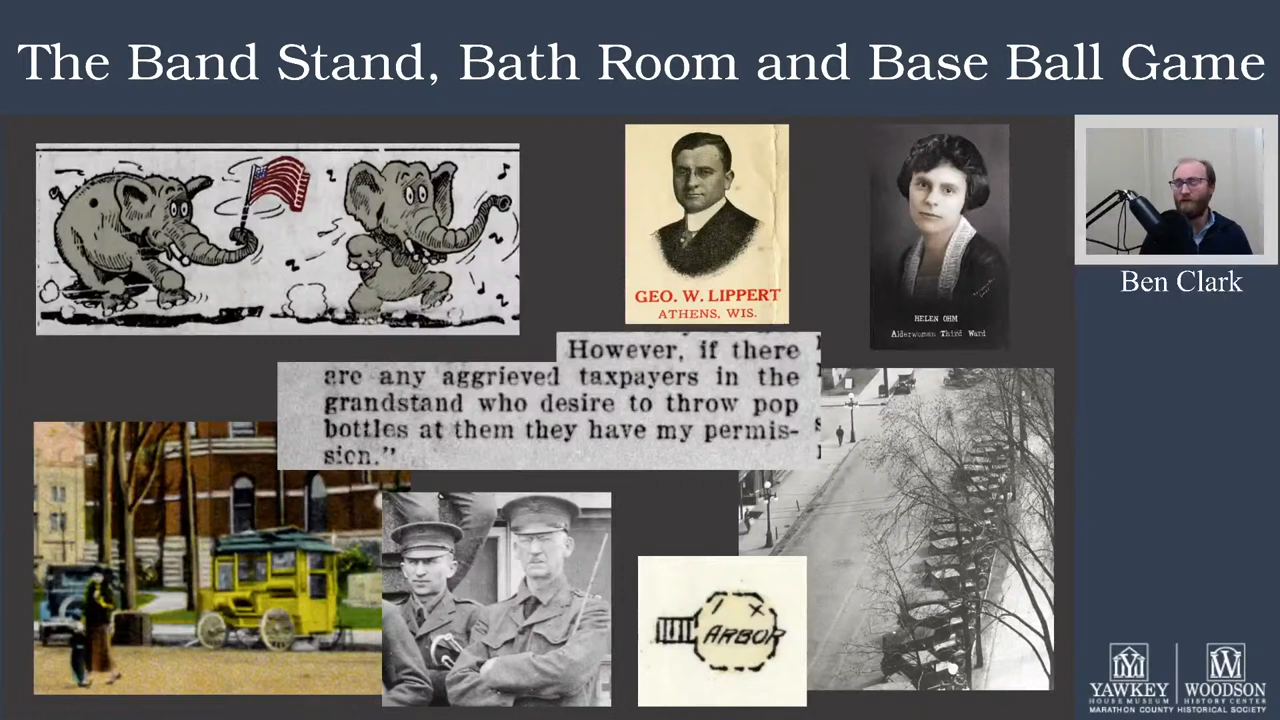 The Band Stand, Bath Room and Base Ball Game
GEO. W. LIPPERT
ATHENS, WIS.
HELEN OHM
Alderwoman Third Ward
Ben Clark
However, if there
are any aggrieved taxpayers in the
grandstand who desire to throw pop
bottles at them they have my permis-
sion."
ARBOR
YAWKEY
HOUSE MUSEUM
WOODSON
HISTORY CENTER
MARATHON COUNTY HISTORICAL SOCIETY